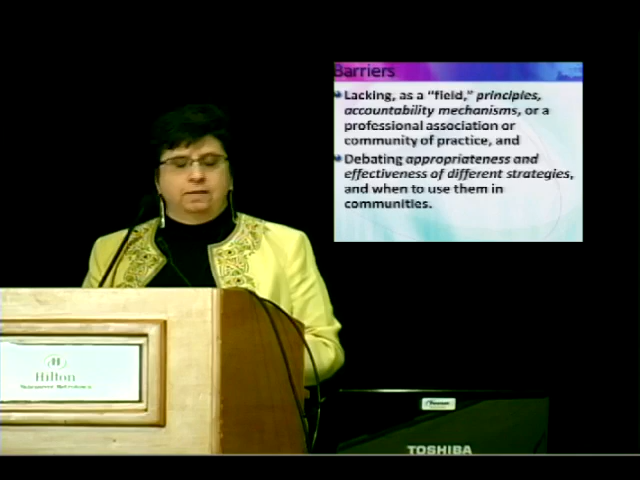 Barriers
Lacking, as a “field,” principles,
accountability mechanisms, or a
professional association or
community of practice, and
Debating appropriateness and
effectiveness of different strategies,
and when to use them in
communities.
H
Hilton
TOSHIBA